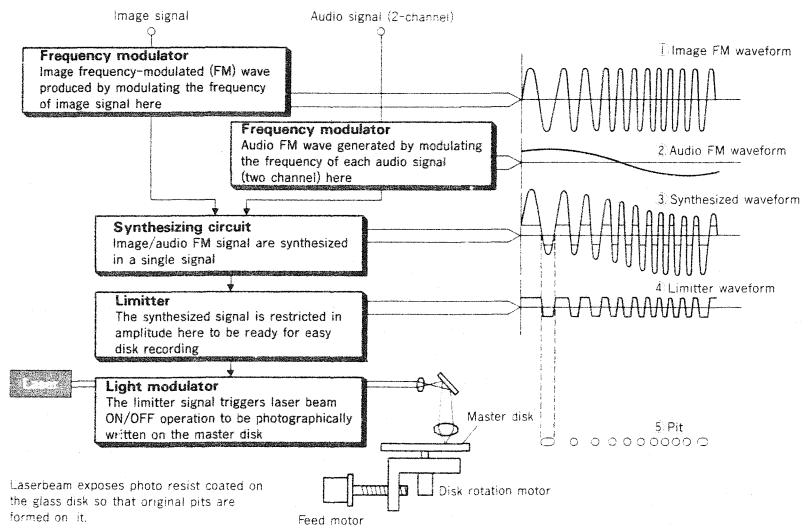 Image signal
Audio signal (2-channel)
Frequency modulator
Image frequency-modulated (FM) wave
produced by modulating the frequency
of image signal here
1. Image FM waveform
Frequency modulator
Audio FM wave generated by modulating
the frequency of each audio signal
(two channel) here
2. Audio FM waveform
3. Synthesized waveform
Synthesizing circuit
Image/audio FM signal are synthesized
in a single signal
4. Limitter waveform
Limitter
The synthesized signal is restricted in
amplitude here to be ready for easy
disk recording
Laser
Light modulator
The limitter signal triggers laser beam
ON/OFF operation to be photographically
written on the master disk
Master disk
5. Pit
Laserbeam exposes photo resist coated on
the glass disk so that original pits are
formed on it.
Disk rotation motor
Feed motor